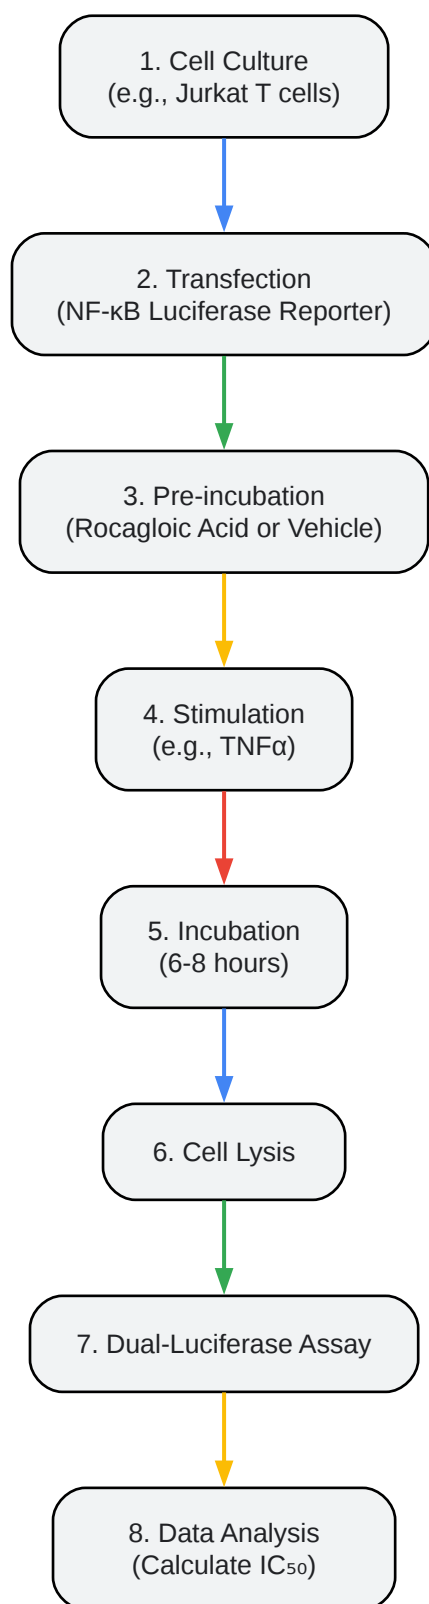 1. Cell Culture
(e.g., Jurkat T cells)
2. Transfection
(NF-κB Luciferase Reporter)
3. Pre-incubation
(Rocagloic Acid or Vehicle)
4. Stimulation
(e.g., TNFα)
5. Incubation
(6-8 hours)
6. Cell Lysis
7. Dual-Luciferase Assay
8. Data Analysis
(Calculate IC₅₀)